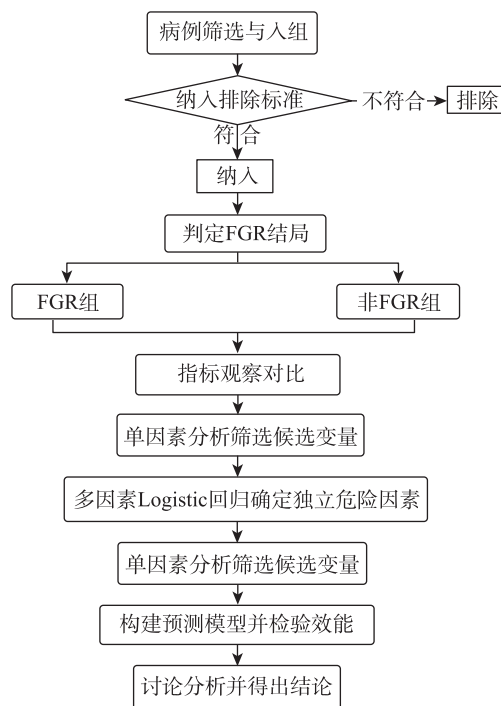 病例筛选与入组
纳入排除标准
不符合
排除
符合
纳入
判定FGR结局
FGR组
非FGR组
指标观察对比
单因素分析筛选候选变量
多因素Logistic回归确定独立危险因素
单因素分析筛选候选变量
构建预测模型并检验效能
讨论分析并得出结论